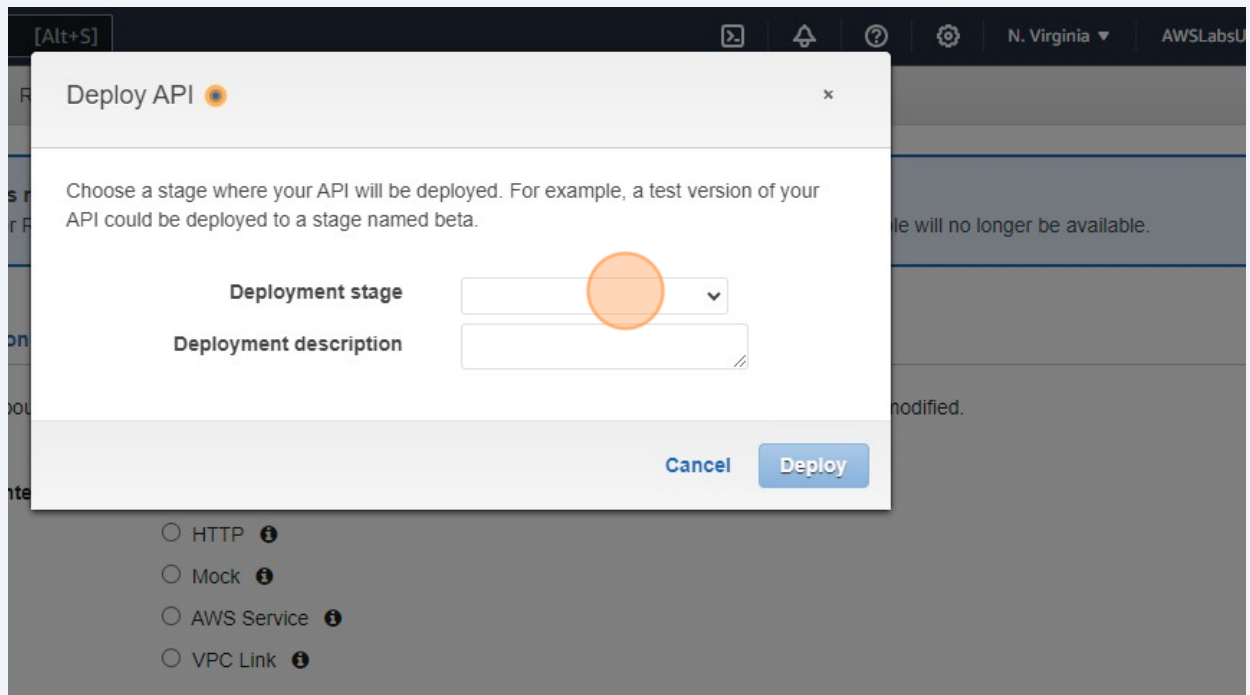 [Alt+S]
N. Virginia ▼
AWSLabsU
Deploy API
×
Choose a stage where your API will be deployed. For example, a test version of your
API could be deployed to a stage named beta.
le will no longer be available.
Deployment stage
Deployment description
on
nodified.
Cancel
Deploy
HTTP
Mock
AWS Service
VPC Link